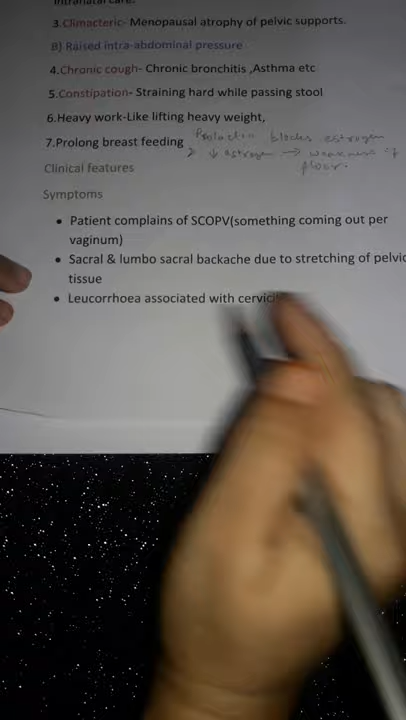 intranatal care.
3.Climacteric- Menopausal atrophy of pelvic supports.
B) Raised intra-abdominal pressure
4.Chronic cough- Chronic bronchitis ,Asthma etc
5.Constipation- Straining hard while passing stool
6.Heavy work-Like lifting heavy weight,
7.Prolong breast feeding Prolactin blocks estrogen
↓ estrogen → weakness of
floor.
Clinical features
Symptoms
• Patient complains of SCOPV(something coming out per
vaginum)
• Sacral & lumbo sacral backache due to stretching of pelvic
tissue
• Leucorrhoea associated with